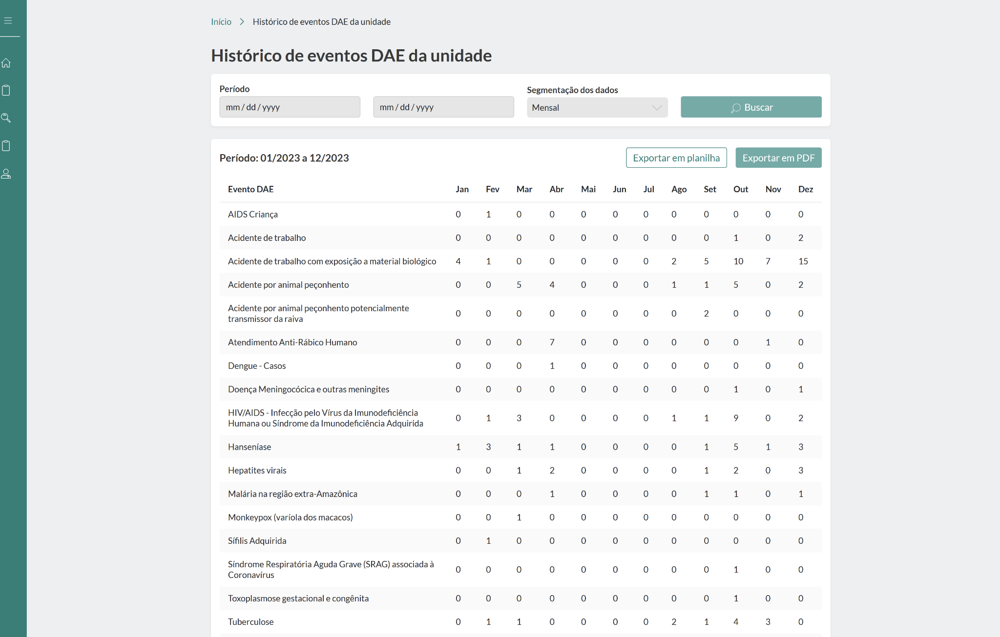 Início > Histórico de eventos DAE da unidade
Histórico de eventos DAE da unidade
Período Segmentação dos dados
mm / dd / yyyy mm / dd / yyyy Mensal Buscar
Período: 01/2023 a 12/2023 Exportar em planilha Exportar em PDF
Evento DAE Jan Fev Mar Abr Mai Jun Jul Ago Set Out Nov Dez
AIDS Criança 0 1 0 0 0 0 0 0 0 0 0 0
Acidente de trabalho 0 0 0 0 0 0 0 0 0 1 0 2
Acidente de trabalho com exposição a material biológico 4 1 0 0 0 0 0 2 5 10 7 15
Acidente por animal peçonhento 0 0 5 4 0 0 0 1 1 5 0 2
Acidente por animal peçonhento potencialmente
transmissor da raiva 0 0 0 0 0 0 0 0 2 0 0 0
Atendimento Anti-Rábico Humano 0 0 0 7 0 0 0 0 0 0 1 0
Dengue - Casos 0 0 0 1 0 0 0 0 0 0 0 0
Doença Meningocócica e outras meningites 0 0 0 0 0 0 0 0 0 1 0 1
HIV/AIDS - Infecção pelo Vírus da Imunodeficiência
Humana ou Síndrome da Imunodeficiência Adquirida 0 1 3 0 0 0 0 1 1 9 0 2
Hanseníase 1 3 1 1 0 0 0 0 1 5 1 3
Hepatites virais 0 0 1 2 0 0 0 0 1 2 0 3
Malária na região extra-Amazônica 0 0 0 1 0 0 0 0 1 1 0 1
Monkeypox (varíola dos macacos) 0 0 1 0 0 0 0 0 0 0 0 0
Sífilis Adquirida 0 1 0 0 0 0 0 0 0 0 0 0
Síndrome Respiratória Aguda Grave (SRAG) associada à
Coronavírus 0 0 0 0 0 0 0 0 0 1 0 0
Toxoplasmose gestacional e congênita 0 0 0 0 0 0 0 0 0 1 0 0
Tuberculose 0 1 1 0 0 0 0 2 1 4 3 0